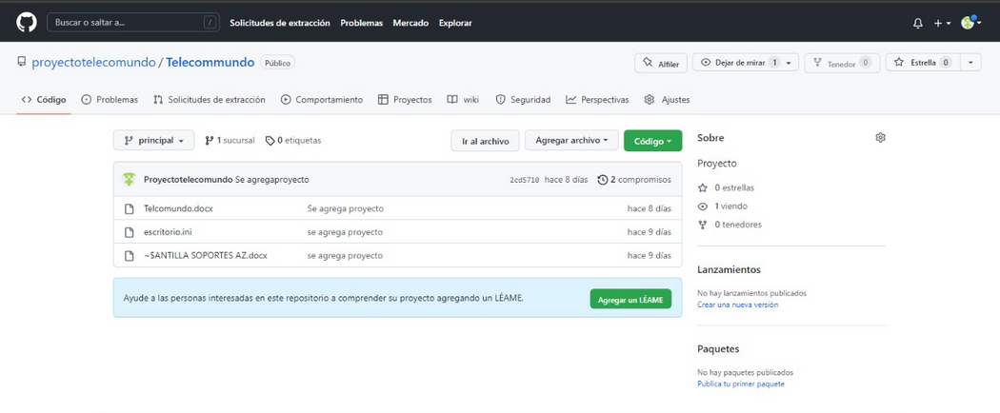 Buscar o saltar a... / Solicitudes de extracción Problemas Mercado Explorar
proyectotelecomundo / Telecommundo Público Alfiler Dejar de mirar 1 Tenedor 0 Estrella 0
Código Problemas Solicitudes de extracción Comportamiento Proyectos wiki Seguridad Perspectivas Ajustes
principal 1 sucursal 0 etiquetas Ir al archivo Agregar archivo Código
Proyectotelecomundo Se agregaproyecto 2cd5710 hace 8 días 2 compromisos
Telcomundo.docx Se agrega proyecto hace 8 días
escritorio.ini se agrega proyecto hace 9 días
~$ANTILLA SOPORTES AZ.docx se agrega proyecto hace 9 días
Ayude a las personas interesadas en este repositorio a comprender su proyecto agregando un LÉAME. Agregar un LÉAME
Sobre
Proyecto
0 estrellas
1 viendo
0 tenedores
Lanzamientos
No hay lanzamientos publicados
Crear una nueva versión
Paquetes
No hay paquetes publicados
Publica tu primer paquete